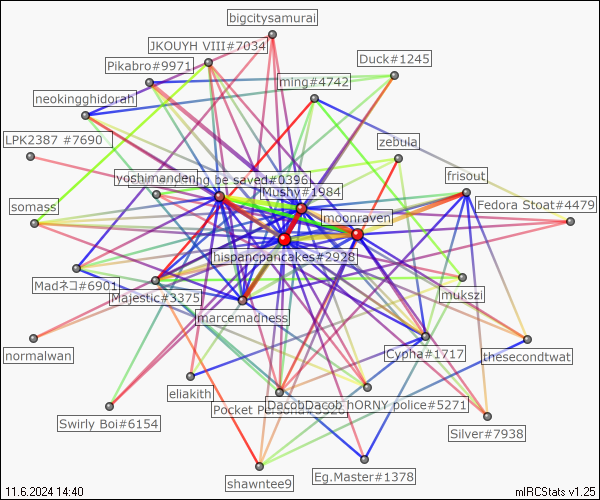 bigcitysamurai
JKOUYH VIII#7034
Duck#1245
Pikabro#9971
ming#4742
neokingghidorah
LPK2387 #7690
zebula
yoshimanden
ing be saved#0396
frisout
Mushy#1984
Fedora Stoat#4479
somass
moonraven
hispancpancakes#2928
Madネコ#6901
Majestic#3375
mukszi
marcemadness
normalwan
Cypha#1717
thesecondtwat
eliakith
DacobDacob
hORNY police#5271
Pocket
Swirly Boi#6154
Silver#7938
shawntee9
Eg.Master#1378
11.6.2024 14:40
mIRCStats v1.25